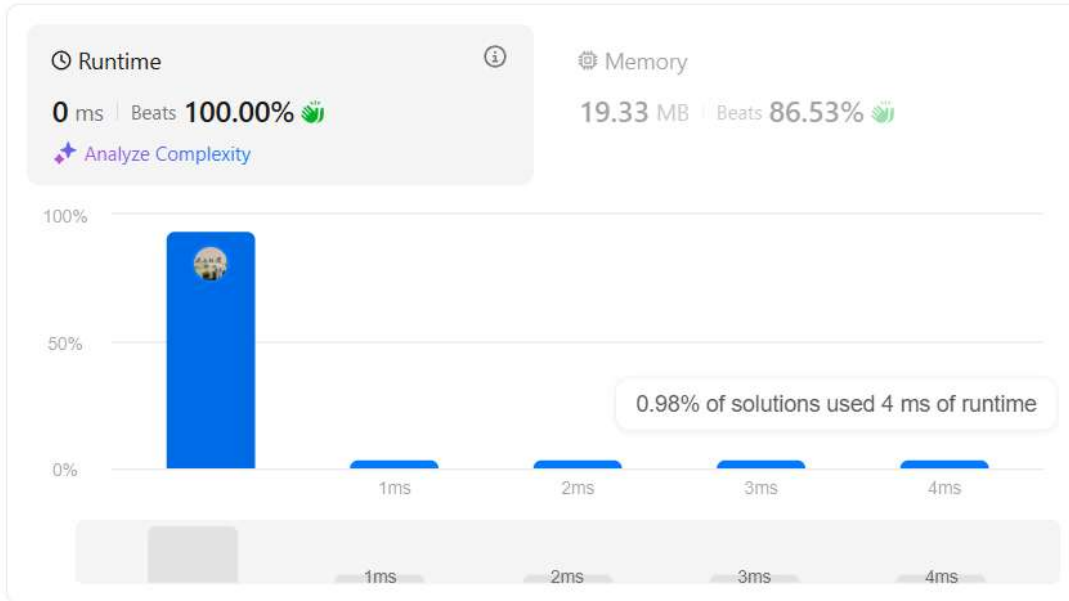 Runtime
0 ms Beats 100.00%
Analyze Complexity
Memory
19.33 MB Beats 86.53%
100%
50%
0%
0.98% of solutions used 4 ms of runtime
1ms 2ms 3ms 4ms
1ms 2ms 3ms 4ms